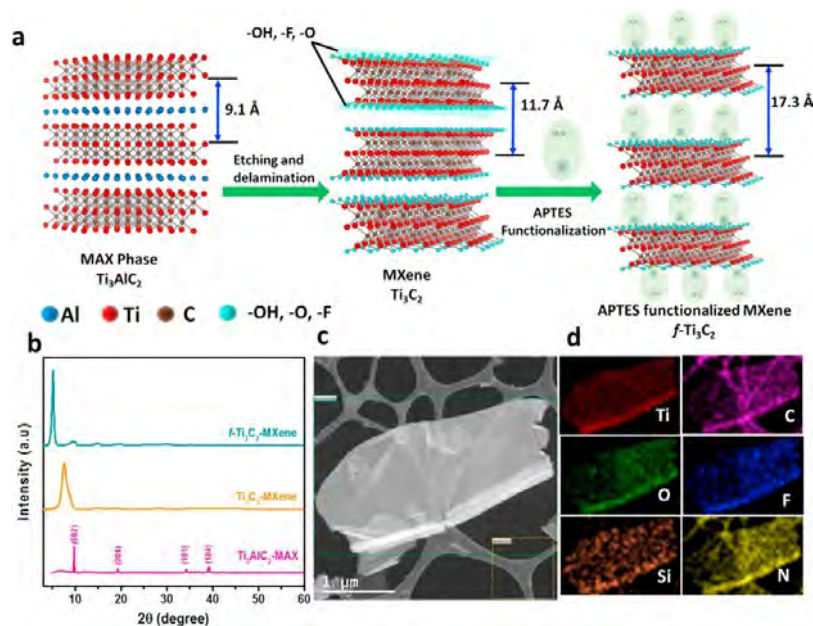 a
-OH, -F, -O
9.1 Å
11.7 Å
17.3 Å
Etching and
delamination
APTES
Functionalization
MAX Phase
Ti₃AlC₂
MXene
Ti₃C₂
APTES functionalized MXene
f-Ti₃C₂
Al
Ti
C
-OH, -O, -F
b
Intensity (a.u)
f-Ti₃C₂-MXene
Ti₃C₂-MXene
Ti₃AlC₂-MAX
(002)
(101)
(104)
10 20 30 40 50 60
2θ (degree)
c
1 µm
d
Ti
C
O
F
Si
N